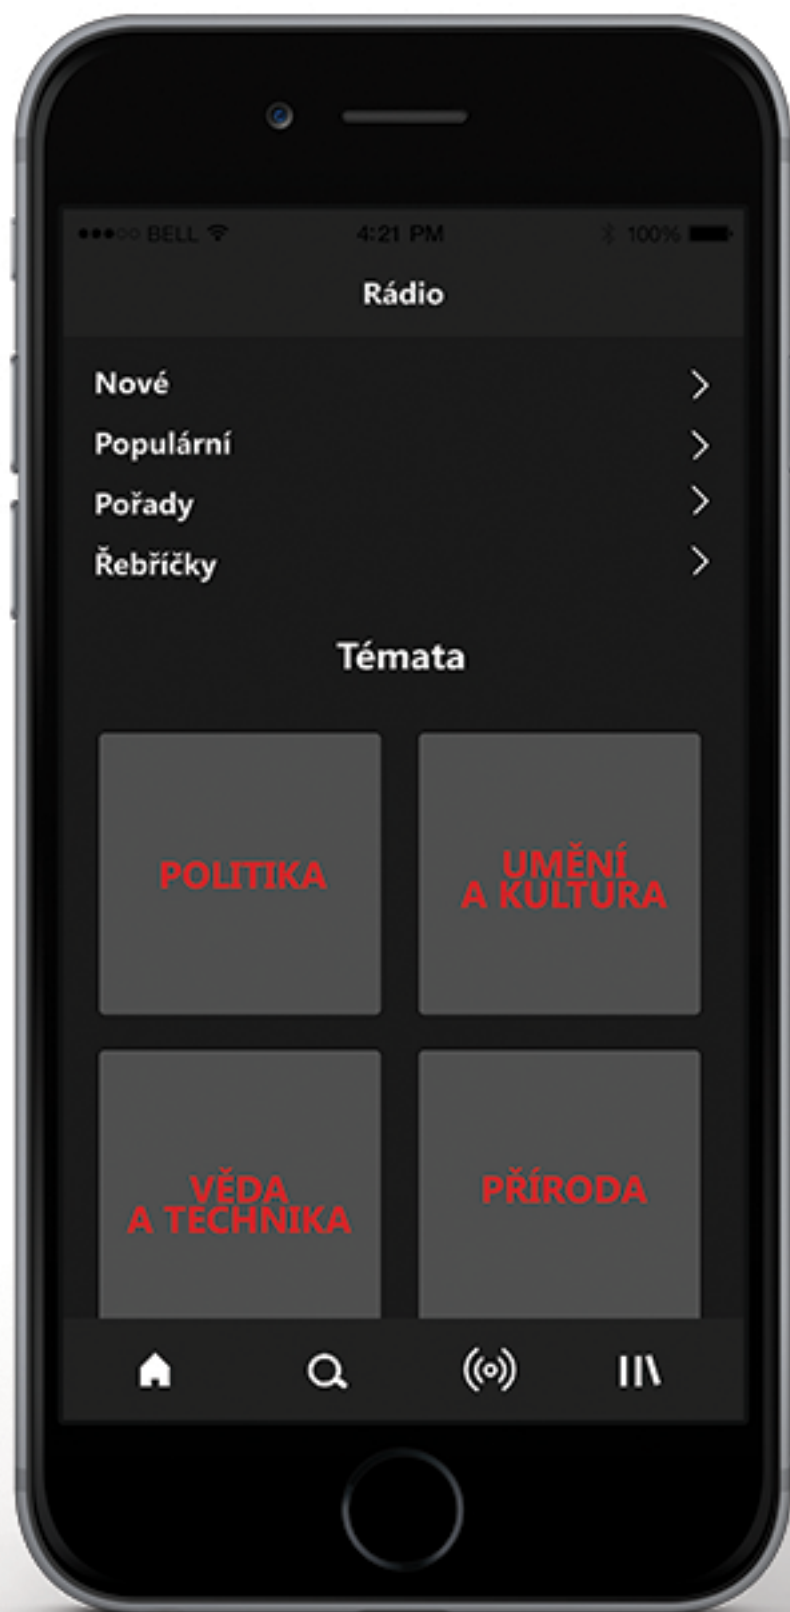 BELL 4:21 PM 100%
Rádio
Nové
Populární
Pořady
Řebříčky
Témata
POLITIKA
UMĚNÍ
A KULTURA
VĚDA
A TECHNIKA
PŘÍRODA